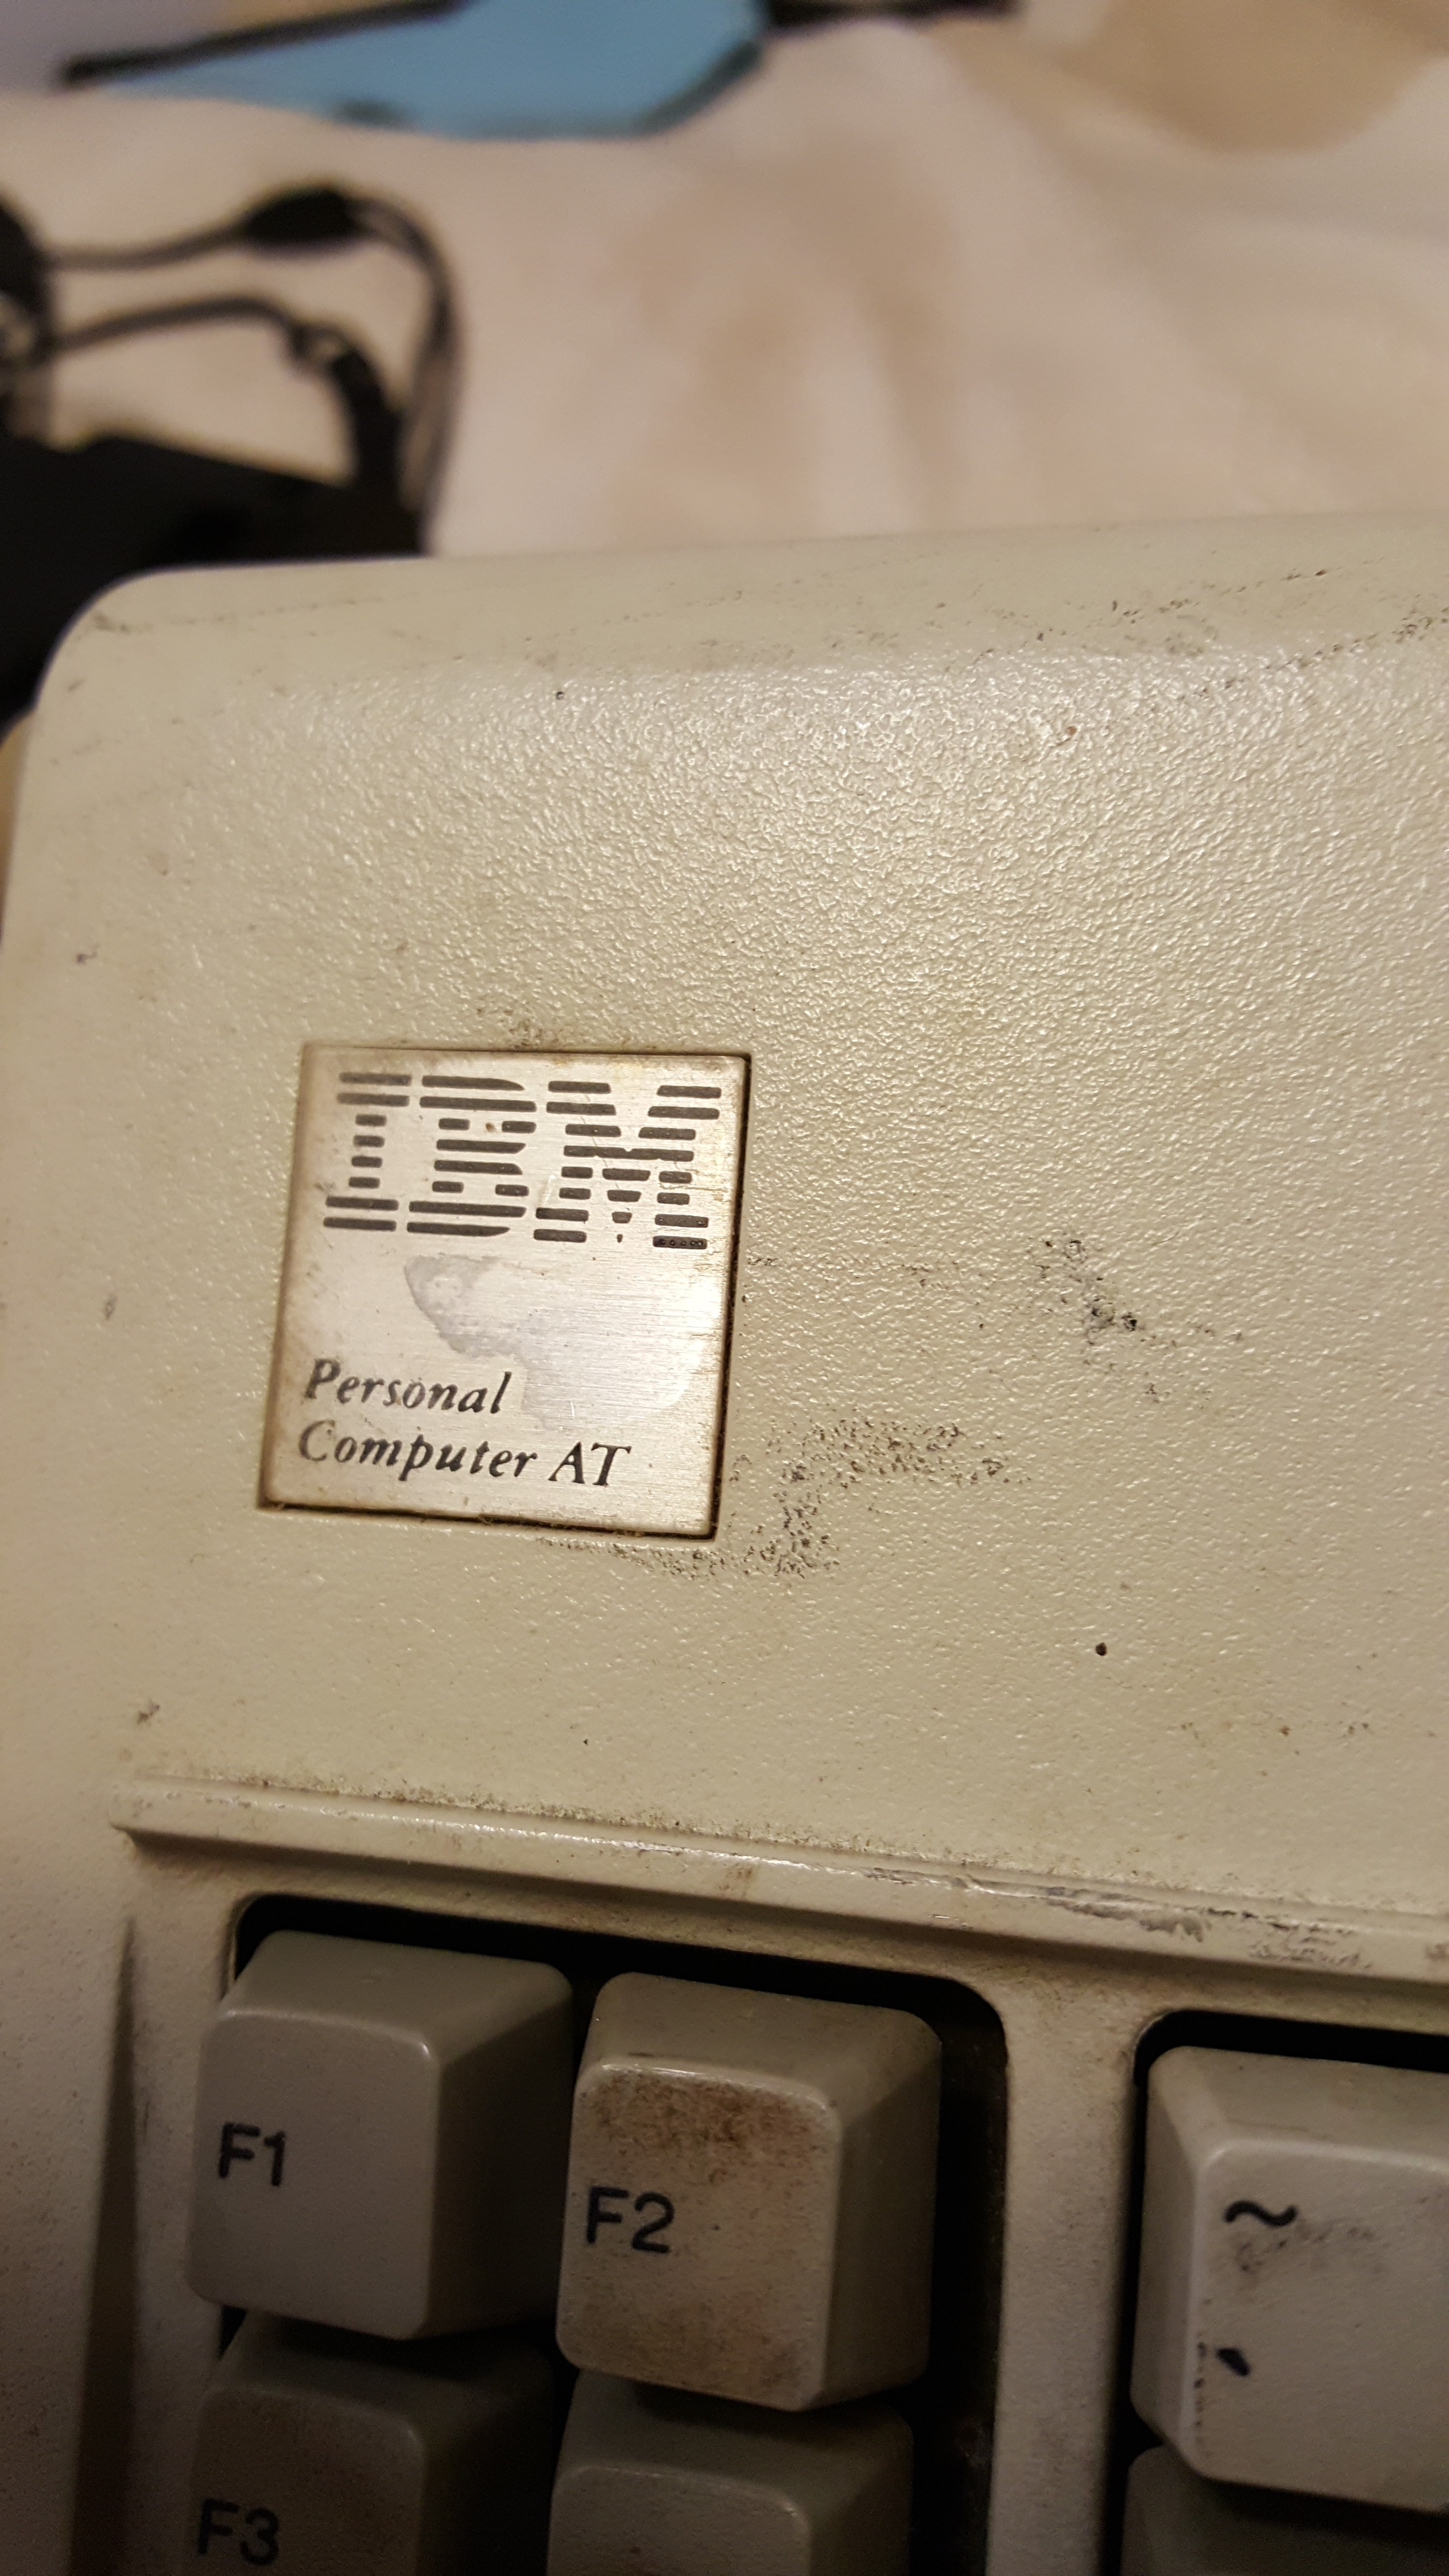 IBM
Personal
Computer AT
F1
F2
~
`
F3